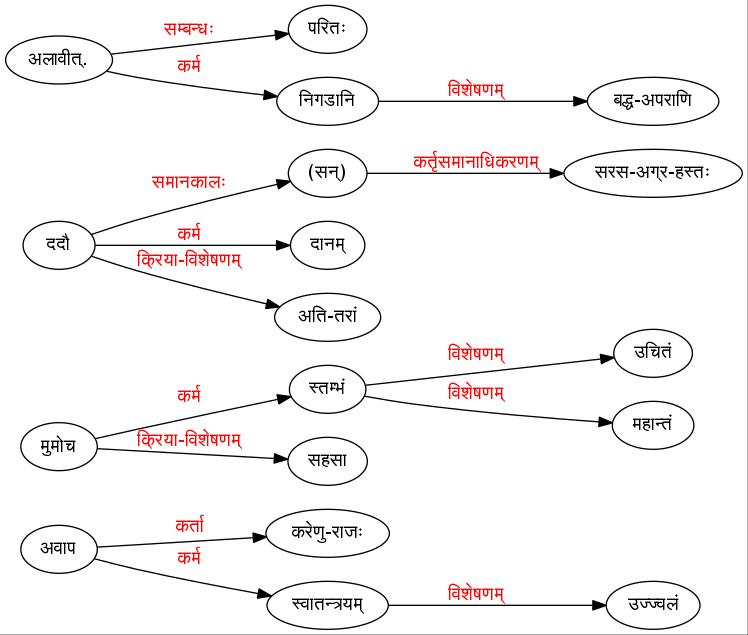 सम्बन्धः
परितः
अलावीत्.
कर्म
निगडानि
विशेषणम्
बद्ध-अपराणि
समानकालः
(सन्)
कर्तृसमानाधिकरणम्
सरस-अग्र-हस्तः
ददौ
कर्म
दानम्
क्रिया-विशेषणम्
अति-तरां
कर्म
स्तम्भं
विशेषणम्
उचितं
विशेषणम्
महान्तं
मुमोच
क्रिया-विशेषणम्
सहसा
कर्ता
करेणु-राजः
अवाप
कर्म
स्वातन्त्रयम्
विशेषणम्
उज्ज्वलं